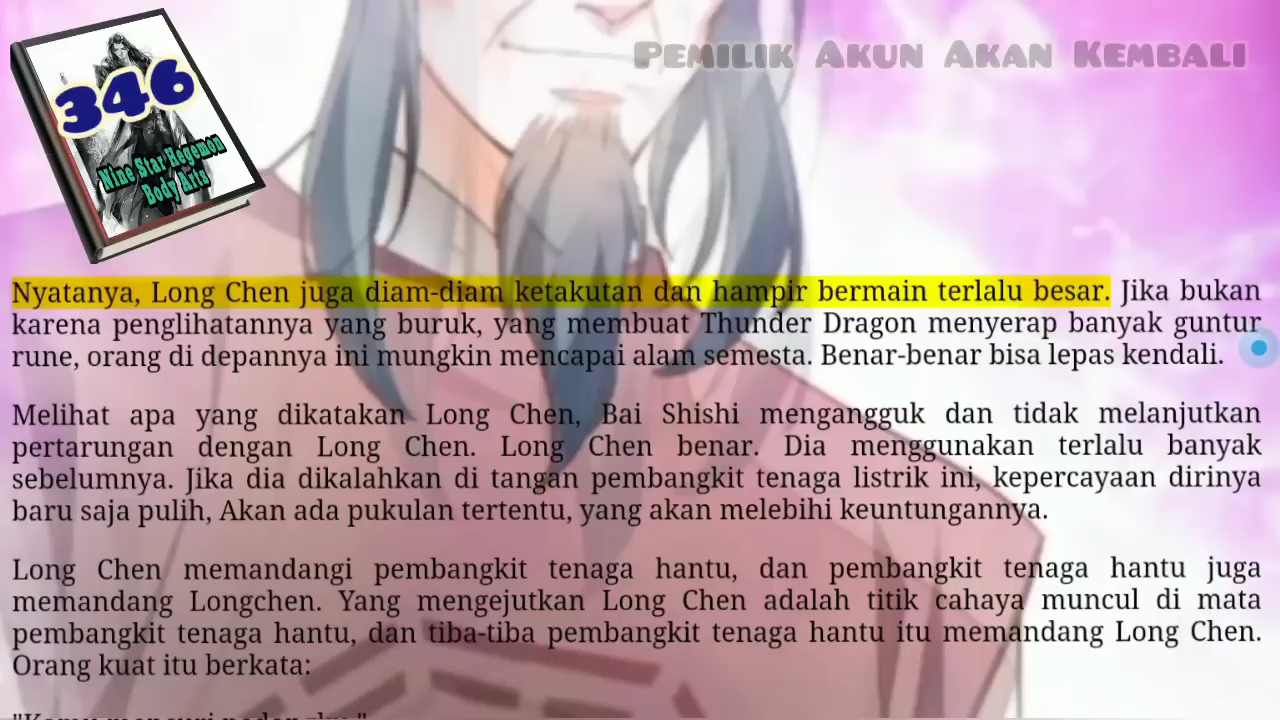 PEMILIK AKUN AKAN KEMBALI
346
Nine Star Hegemon
Body Arts
Nyatanya, Long Chen juga diam-diam ketakutan dan hampir bermain terlalu besar. Jika bukan
karena penglihatannya yang buruk, yang membuat Thunder Dragon menyerap banyak guntur
rune, orang di depannya ini mungkin mencapai alam semesta. Benar-benar bisa lepas kendali.
Melihat apa yang dikatakan Long Chen, Bai Shishi mengangguk dan tidak melanjutkan
pertarungan dengan Long Chen. Long Chen benar. Dia menggunakan terlalu banyak
sebelumnya. Jika dia dikalahkan di tangan pembangkit tenaga listrik ini, kepercayaan dirinya
baru saja pulih, Akan ada pukulan tertentu, yang akan melebihi keuntungannya.
Long Chen memandangi pembangkit tenaga hantu, dan pembangkit tenaga hantu juga
memandang Longchen. Yang mengejutkan Long Chen adalah titik cahaya muncul di mata
pembangkit tenaga hantu, dan tiba-tiba pembangkit tenaga hantu itu memandang Long Chen.
Orang kuat itu berkata:
"Kamu mencuri pedangku."